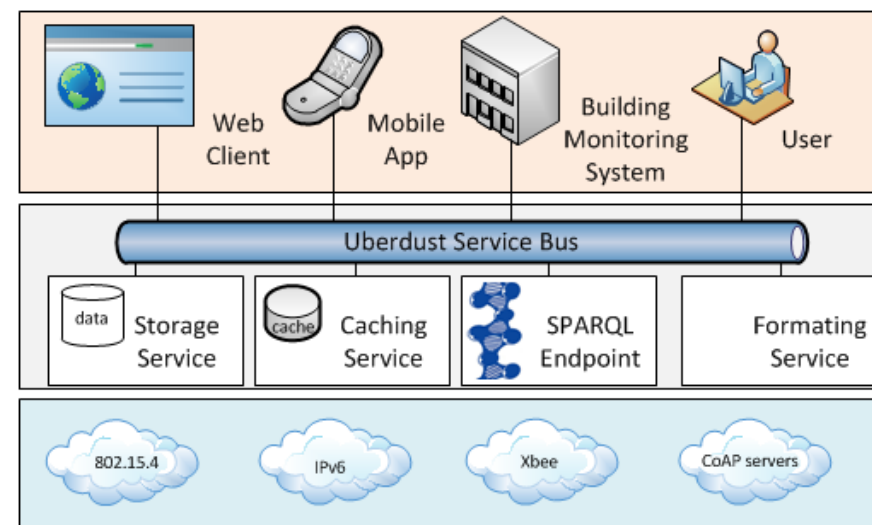 Web
Client
Mobile
App
Building
Monitoring
System
User
Uberdust Service Bus
data
Storage
Service
cache
Caching
Service
SPARQL
Endpoint
Formating
Service
802.15.4
IPv6
Xbee
CoAP servers